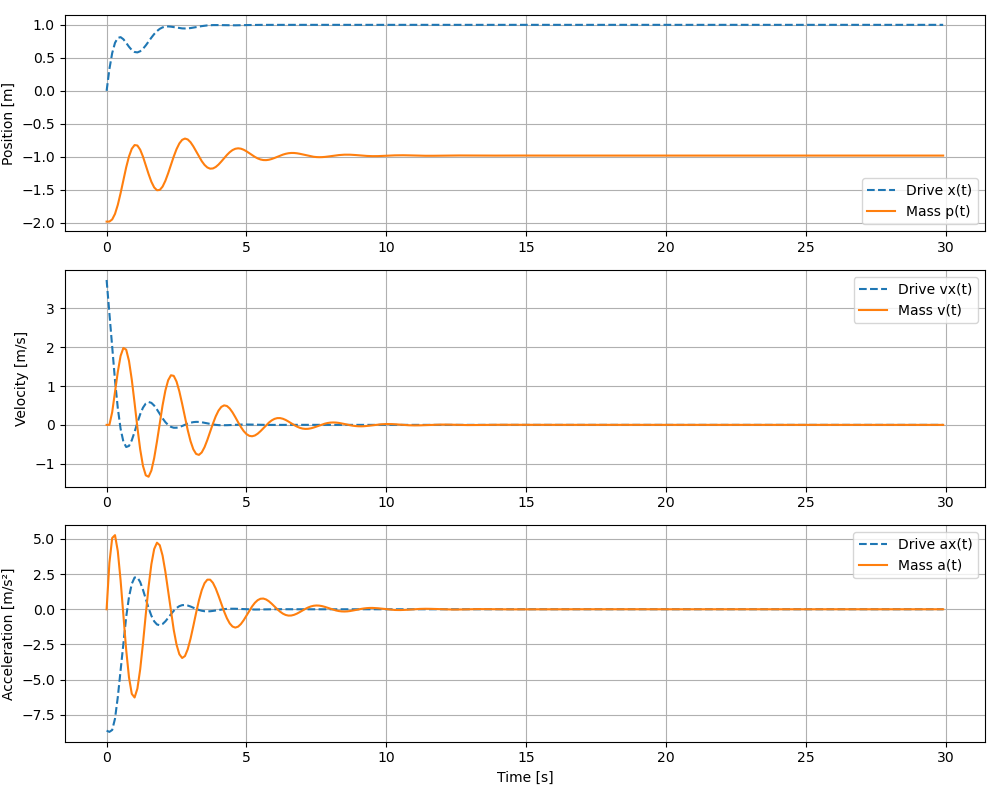 1.0
0.5
0.0
−0.5
−1.0
−1.5
−2.0
Position [m]
Drive x(t)
Mass p(t)
0 5 10 15 20 25 30
3
2
1
0
−1
Velocity [m/s]
Drive vx(t)
Mass v(t)
0 5 10 15 20 25 30
5.0
2.5
0.0
−2.5
−5.0
−7.5
Acceleration [m/s²]
Drive ax(t)
Mass a(t)
0 5 10 15 20 25 30
Time [s]